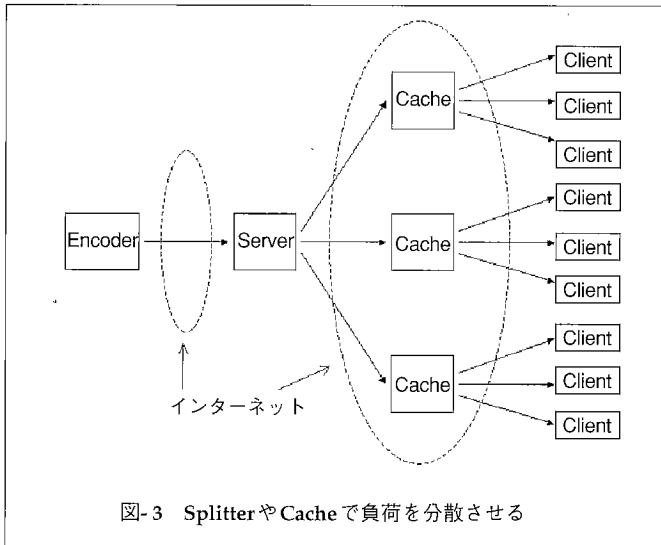 Client
Cache
Client
Client
Client
Encoder
Server
Cache
Client
Client
Client
Cache
Client
インターネット
Client
図-3 SplitterやCacheで負荷を分散させる